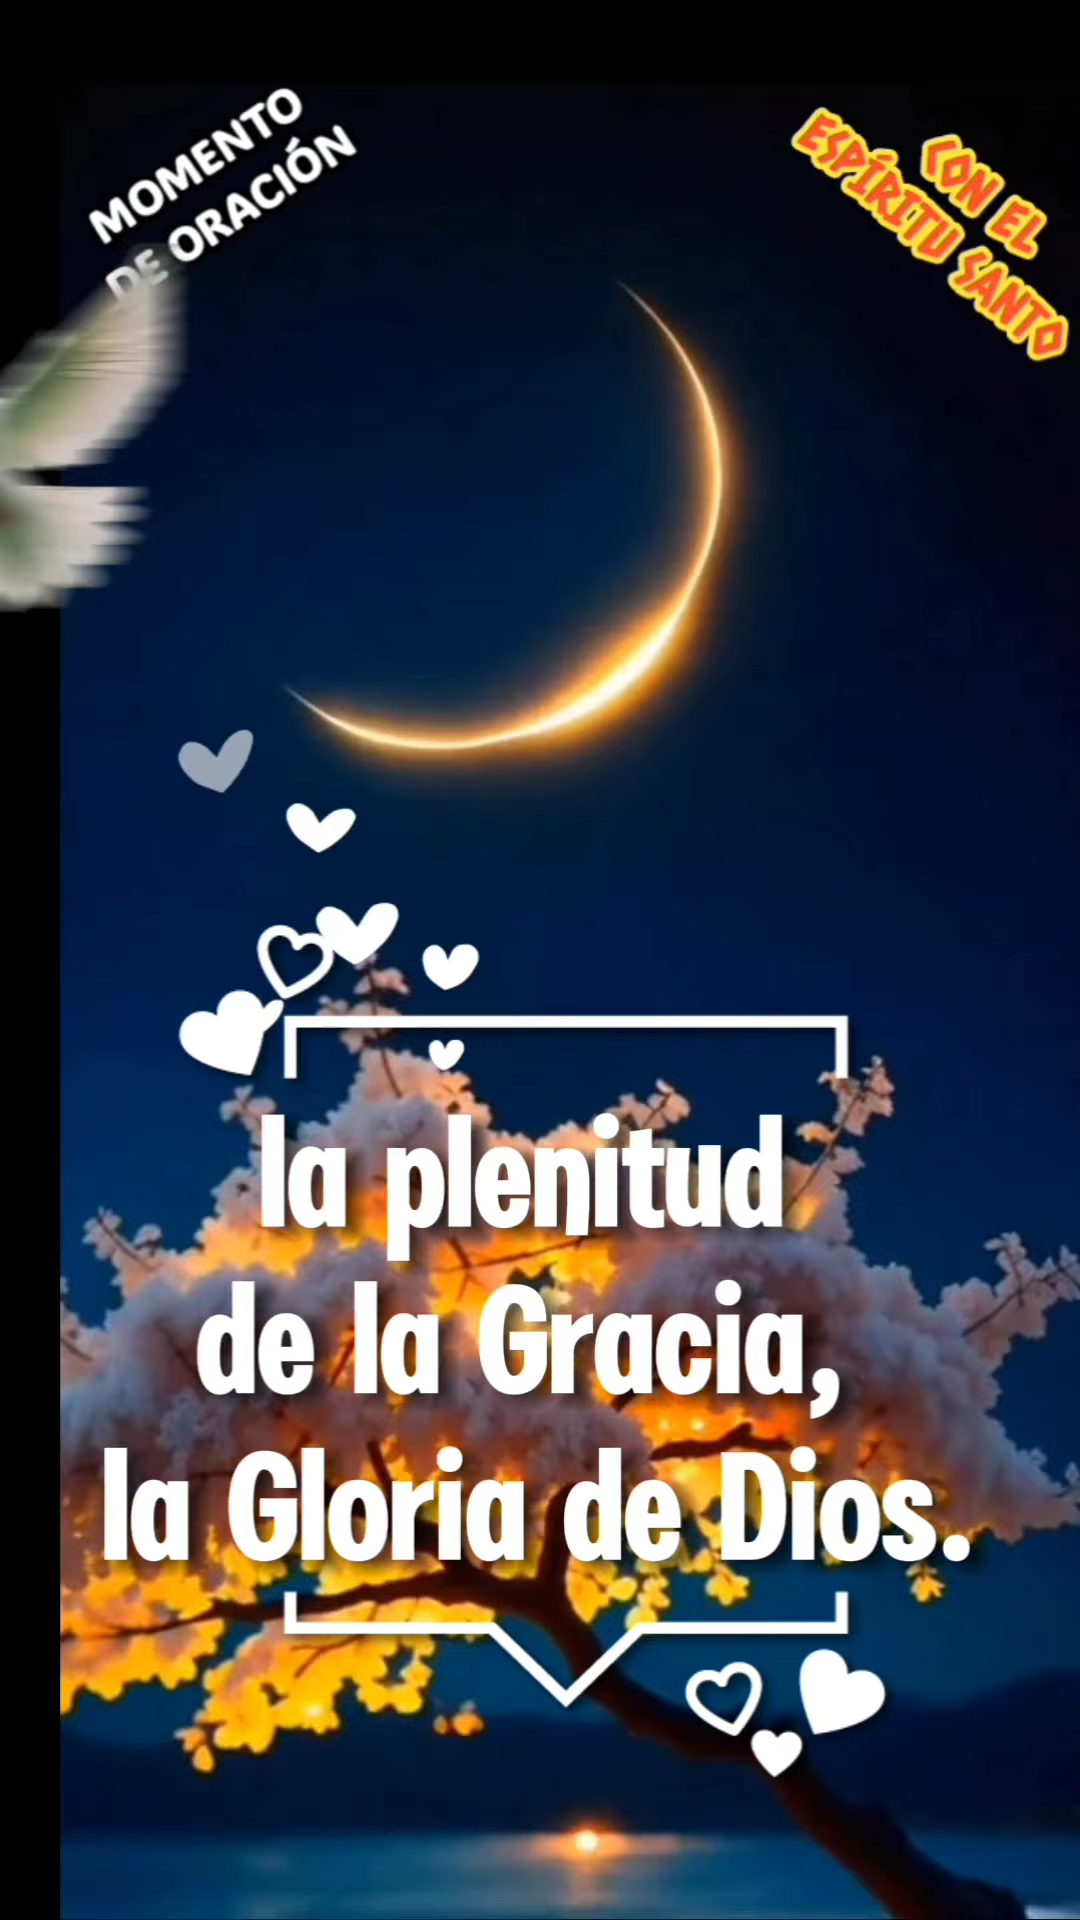 MOMENTO
DE ORACIÓN
CON EL
ESPÍRITU SANTO
la plenitud
de la Gracia,
la Gloria de Dios.